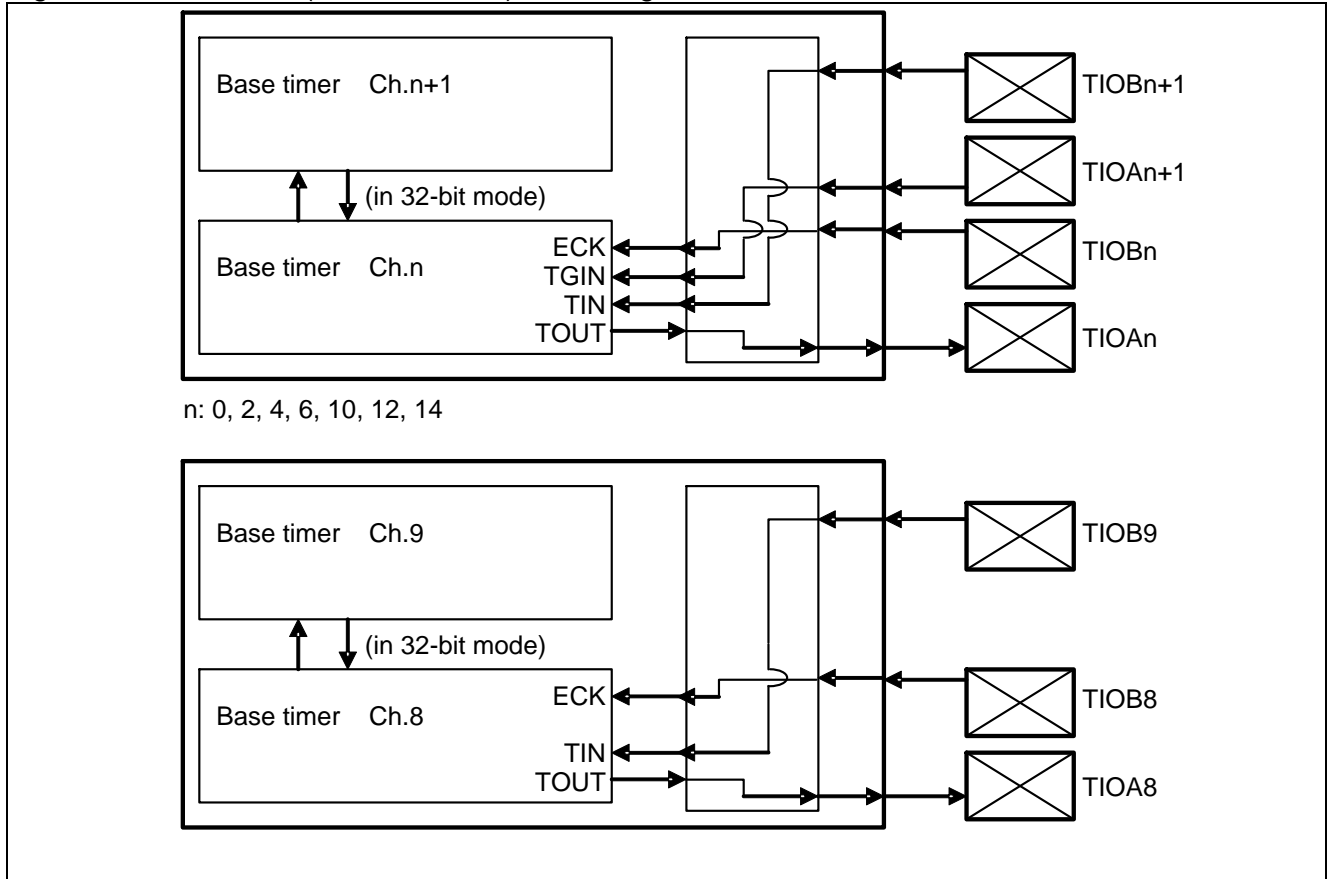 Base timer Ch.n+1
TIOBn+1
TIOAn+1
(in 32-bit mode)
TIOBn
ECK
Base timer Ch.n
TGIN
TIN
TOUT
TIOAn
n: 0, 2, 4, 6, 10, 12, 14
Base timer Ch.9
TIOB9
(in 32-bit mode)
ECK
TIOB8
Base timer Ch.8
TIN
TOUT
TIOA8